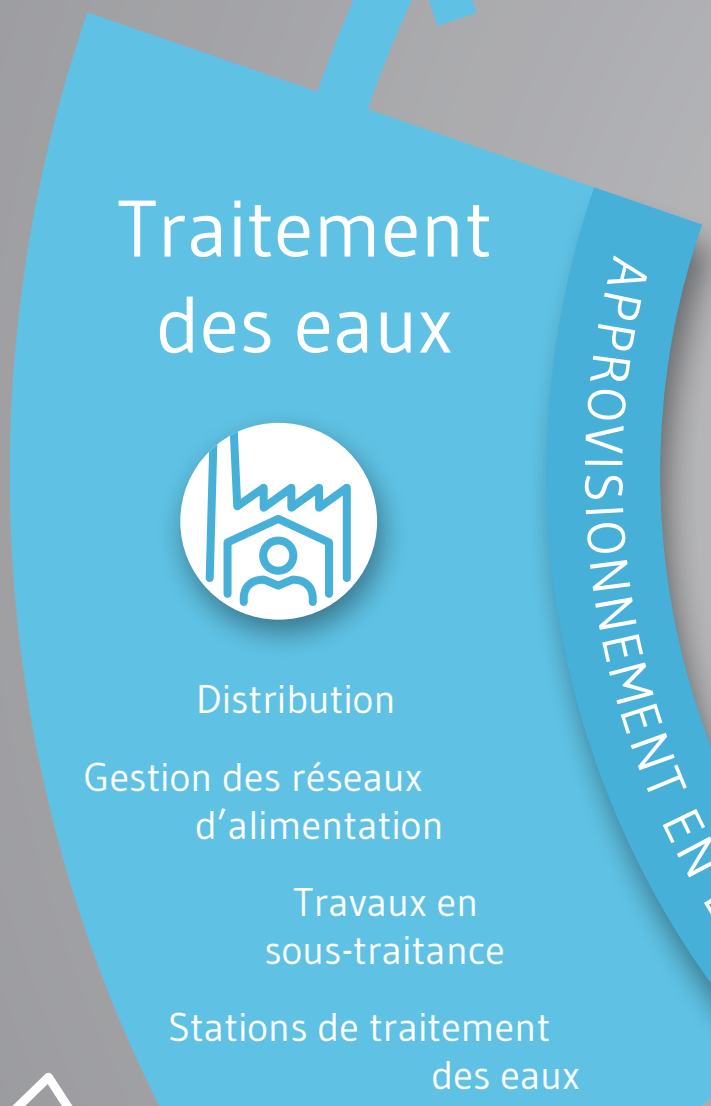 Traitement
des eaux
Distribution
Gestion des réseaux
d’alimentation
Travaux en
sous-traitance
Stations de traitement
des eaux
APPROVISIONNEMENT EN